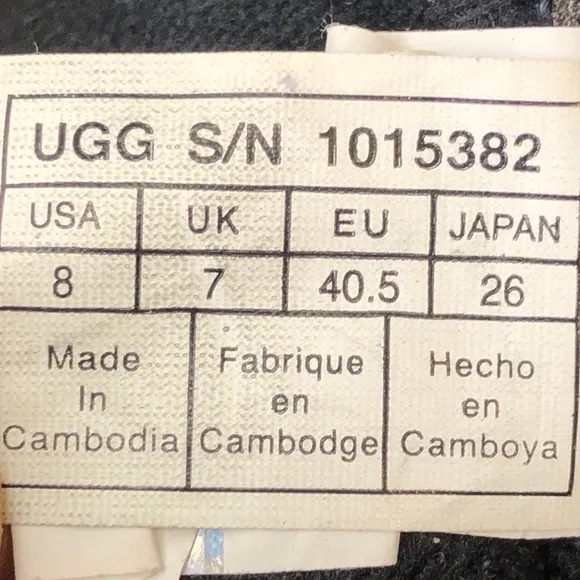 UGG S/N 1015382
USA UK EU JAPAN
8 7 40.5 26
Made Fabrique Hecho
In en en
Cambodia Cambodge Camboya